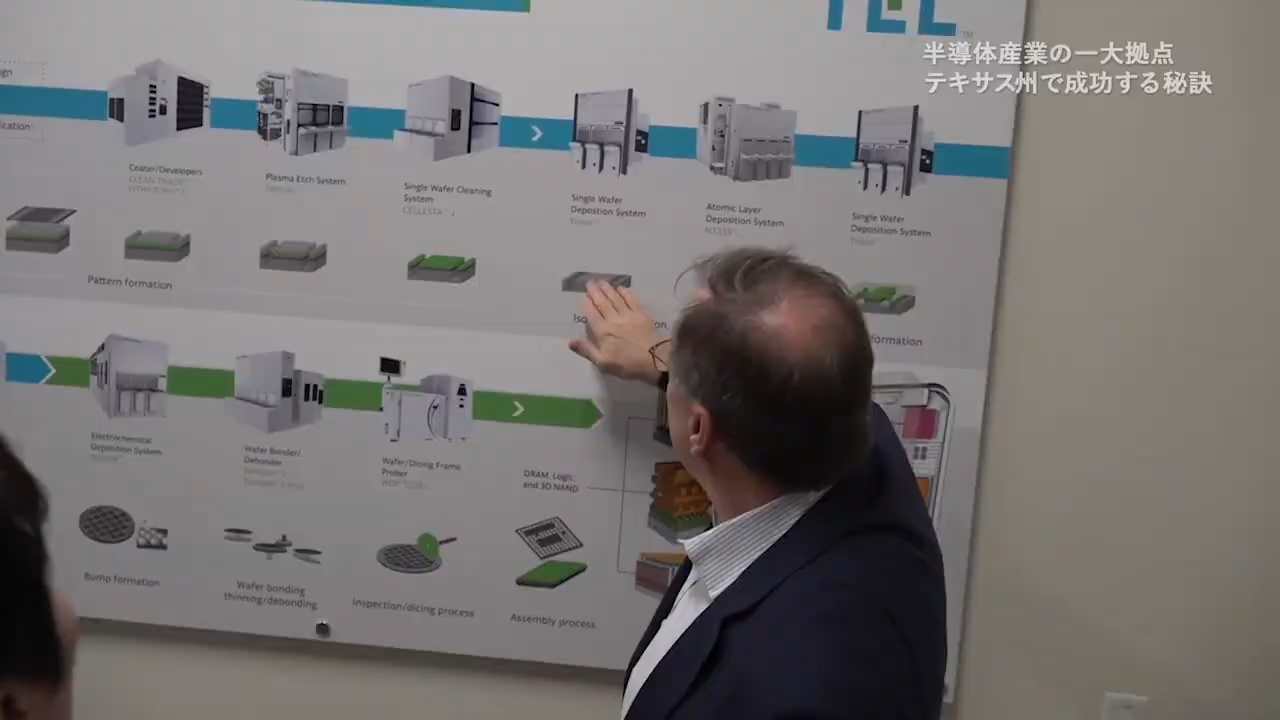 TEL
半導体産業の一大拠点
テキサス州で成功する秘訣
Coater/Developers
Plasma Etch System
Single Wafer Cleaning
System
CELLESTA
Single Wafer
Deposition System
Atomic Layer
Deposition System
Single Wafer
Deposition System
Pattern formation
formation
Electrochemical
Deposition System
Wafer Bonder/
Debonder
Wafer/Dicing Frame
Prober
DRAM, Logic,
and 3D NAND
Bump formation
Wafer bonding
thinning/debonding
Inspection/dicing process
Assembly process